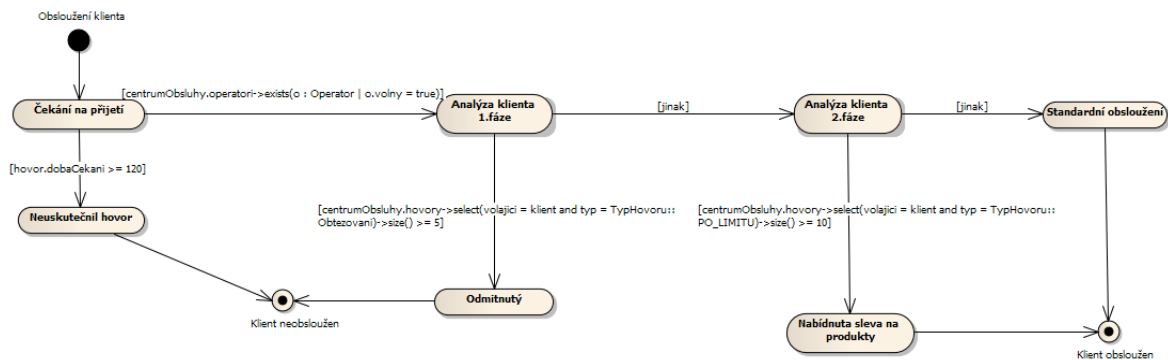 Obsloužení klienta
Čekání na přijetí
[centrumObsluhy.operatori->exists(o : Operator | o.volny = true)]
Analýza klienta
1.fáze
[jinak]
Analýza klienta
2.fáze
[jinak]
Standardní obsloužení
[hovor.dobaCekani >= 120]
Neuskutečnil hovor
[centrumObsluhy.hovory->select(volajici = klient and typ = TypHovoru::
Obtezovani)->size() >= 5]
[centrumObsluhy.hovory->select(volajici = klient and typ = TypHovoru::
PO_LIMITU)->size() >= 10]
Odmitnutý
Klient neobsloužen
Nabídnuta sleva na
produkty
Klient obsloužen